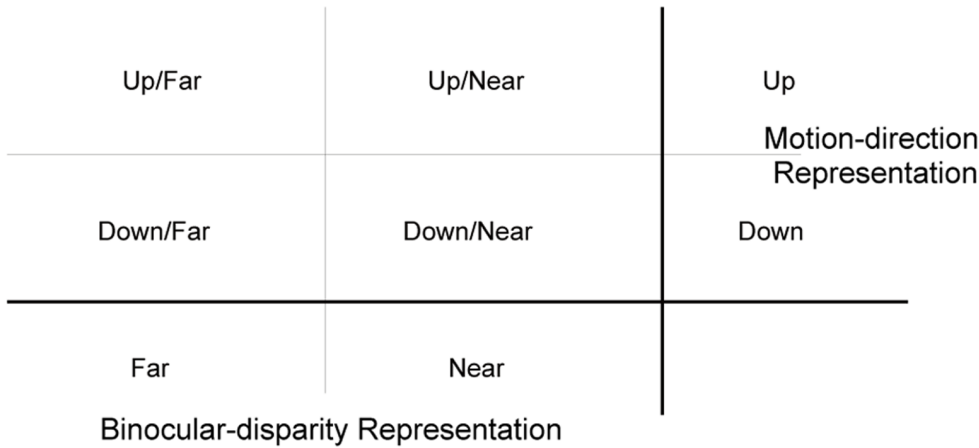 Up/Far
Up/Near
Up
Motion-direction
Representation
Down/Far
Down/Near
Down
Far
Near
Binocular-disparity Representation